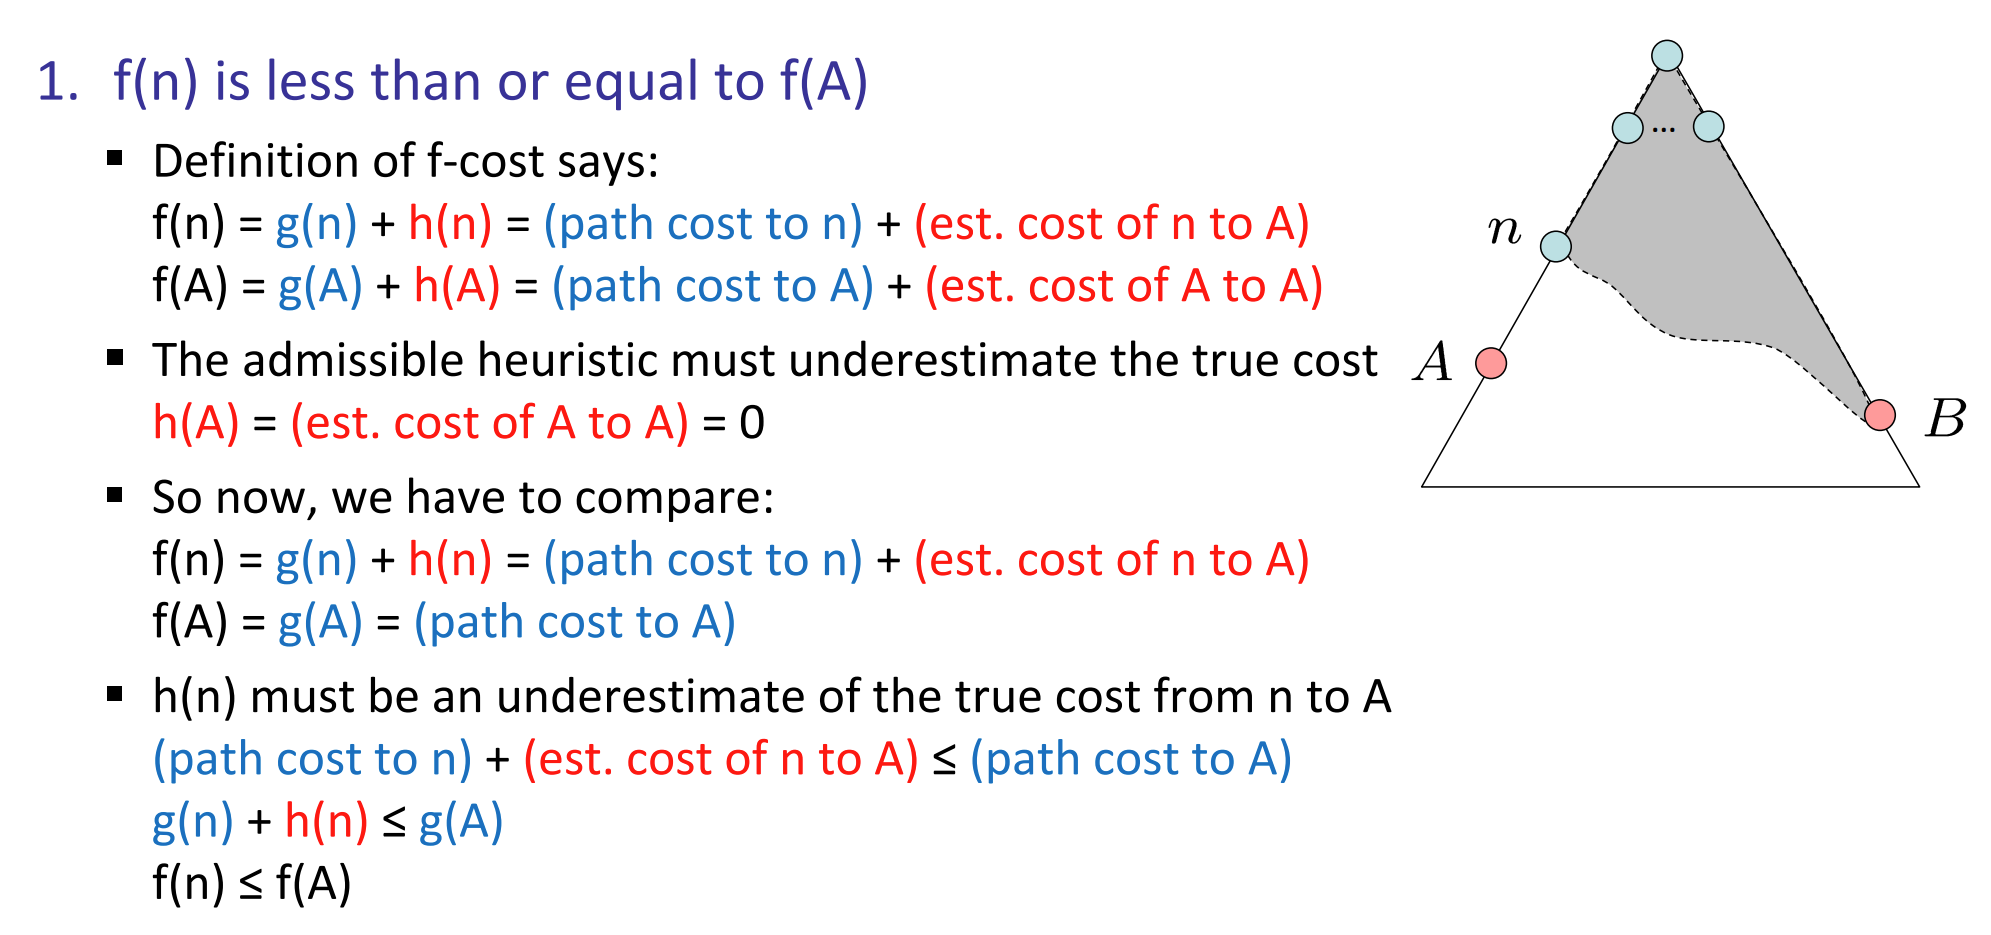 1. f(n) is less than or equal to f(A)
▪ Definition of f-cost says:
f(n) = g(n) + h(n) = (path cost to n) + (est. cost of n to A)
f(A) = g(A) + h(A) = (path cost to A) + (est. cost of A to A)
▪ The admissible heuristic must underestimate the true cost
h(A) = (est. cost of A to A) = 0
▪ So now, we have to compare:
f(n) = g(n) + h(n) = (path cost to n) + (est. cost of n to A)
f(A) = g(A) = (path cost to A)
▪ h(n) must be an underestimate of the true cost from n to A
(path cost to n) + (est. cost of n to A) ≤ (path cost to A)
g(n) + h(n) ≤ g(A)
f(n) ≤ f(A)
...
n
A
B